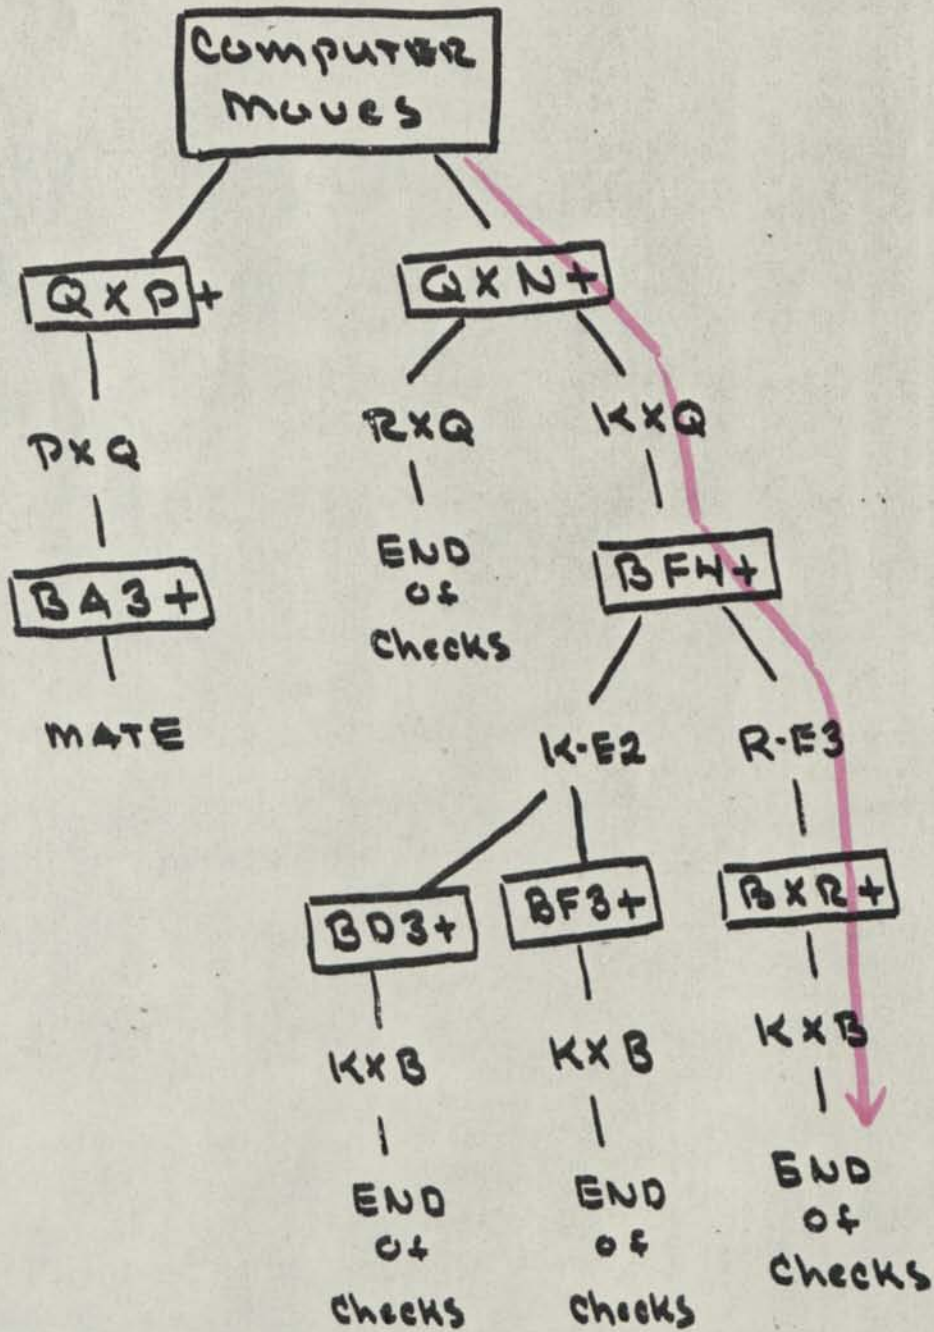 COMPUTER
MOVES
QXP+
QXN+
PXQ
RXQ
KXQ
BA3+
END
OF
Checks
BF4+
MATE
K-E2
R-F3
BD3+
BF3+
BXR+
KXB
KXB
KXB
END
OF
Checks
END
OF
Checks
END
OF
Checks